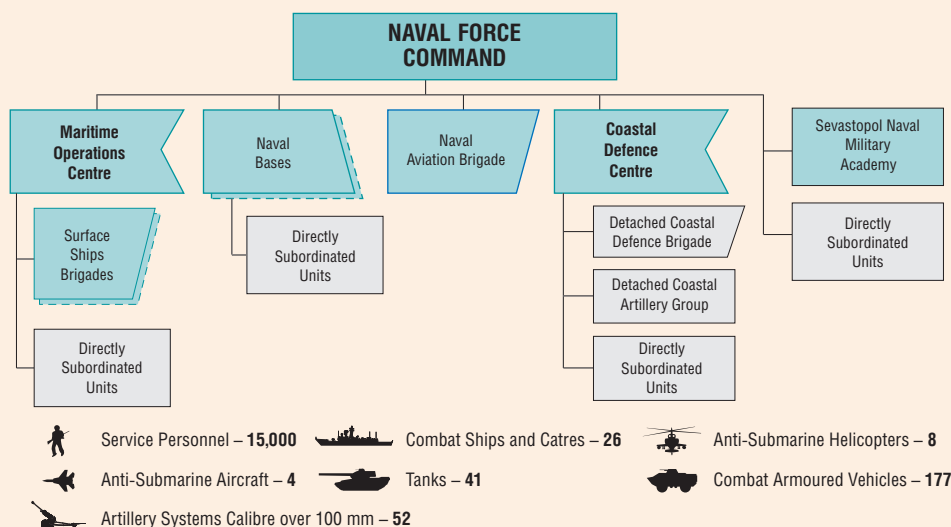 NAVAL FORCE
COMMAND
Maritime
Operations
Centre
Naval
Bases
Naval
Aviation Brigade
Coastal
Defence
Centre
Sevastopol Naval
Military
Academy
Surface
Ships
Brigades
Directly
Subordinated
Units
Directly
Subordinated
Units
Detached Coastal
Defence Brigade
Detached Coastal
Artillery Group
Directly
Subordinated
Units
Directly
Subordinated
Units
Service Personnel – 15,000
Combat Ships and Catres – 26
Anti-Submarine Helicopters – 8
Anti-Submarine Aircraft – 4
Tanks – 41
Combat Armoured Vehicles – 177
Artillery Systems Calibre over 100 mm – 52